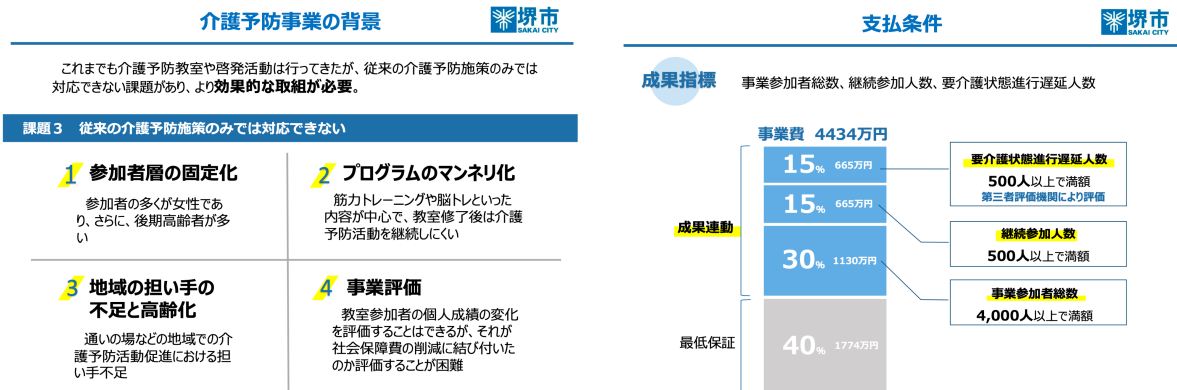 介護予防事業の背景
堺市
SAKAI CITY
これまでも介護予防教室や啓発活動は行ってきたが、従来の介護予防施策のみでは
対応できない課題があり、より効果的な取組が必要。
課題３ 従来の介護予防施策のみでは対応できない
1 参加者層の固定化
参加者の多くが女性であ
り、さらに、後期高齢者が多
い
2 プログラムのマンネリ化
筋力トレーニングや脳トレといった
内容が中心で、教室修了後は介護
予防活動を継続しにくい
3 地域の担い手の
不足と高齢化
通いの場などの地域での介
護予防活動促進における担
い手不足
4 事業評価
教室参加者の個人成績の変化
を評価することはできるが、それが
社会保障費の削減に結び付いた
のか評価することが困難
支払条件
堺市
SAKAI CITY
成果指標 事業参加者総数、継続参加人数、要介護状態進行遅延人数
事業費 4434万円
成果連動
15% 665万円
15% 665万円
30% 1130万円
最低保証
40% 1774万円
要介護状態進行遅延人数
500人以上で満額
第三者評価機関により評価
継続参加人数
500人以上で満額
事業参加者総数
4,000人以上で満額